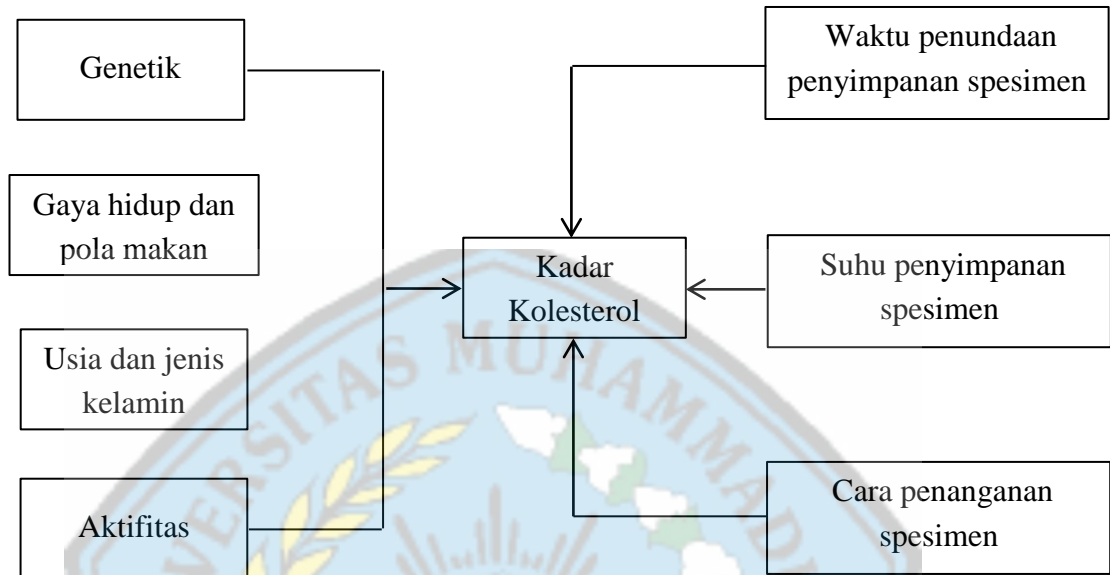 Genetik
Gaya hidup dan
pola makan
Usia dan jenis
kelamin
Aktifitas
Kadar
Kolesterol
Waktu penundaan
penyimpanan spesimen
Suhu penyimpanan
spesimen
Cara penanganan
spesimen